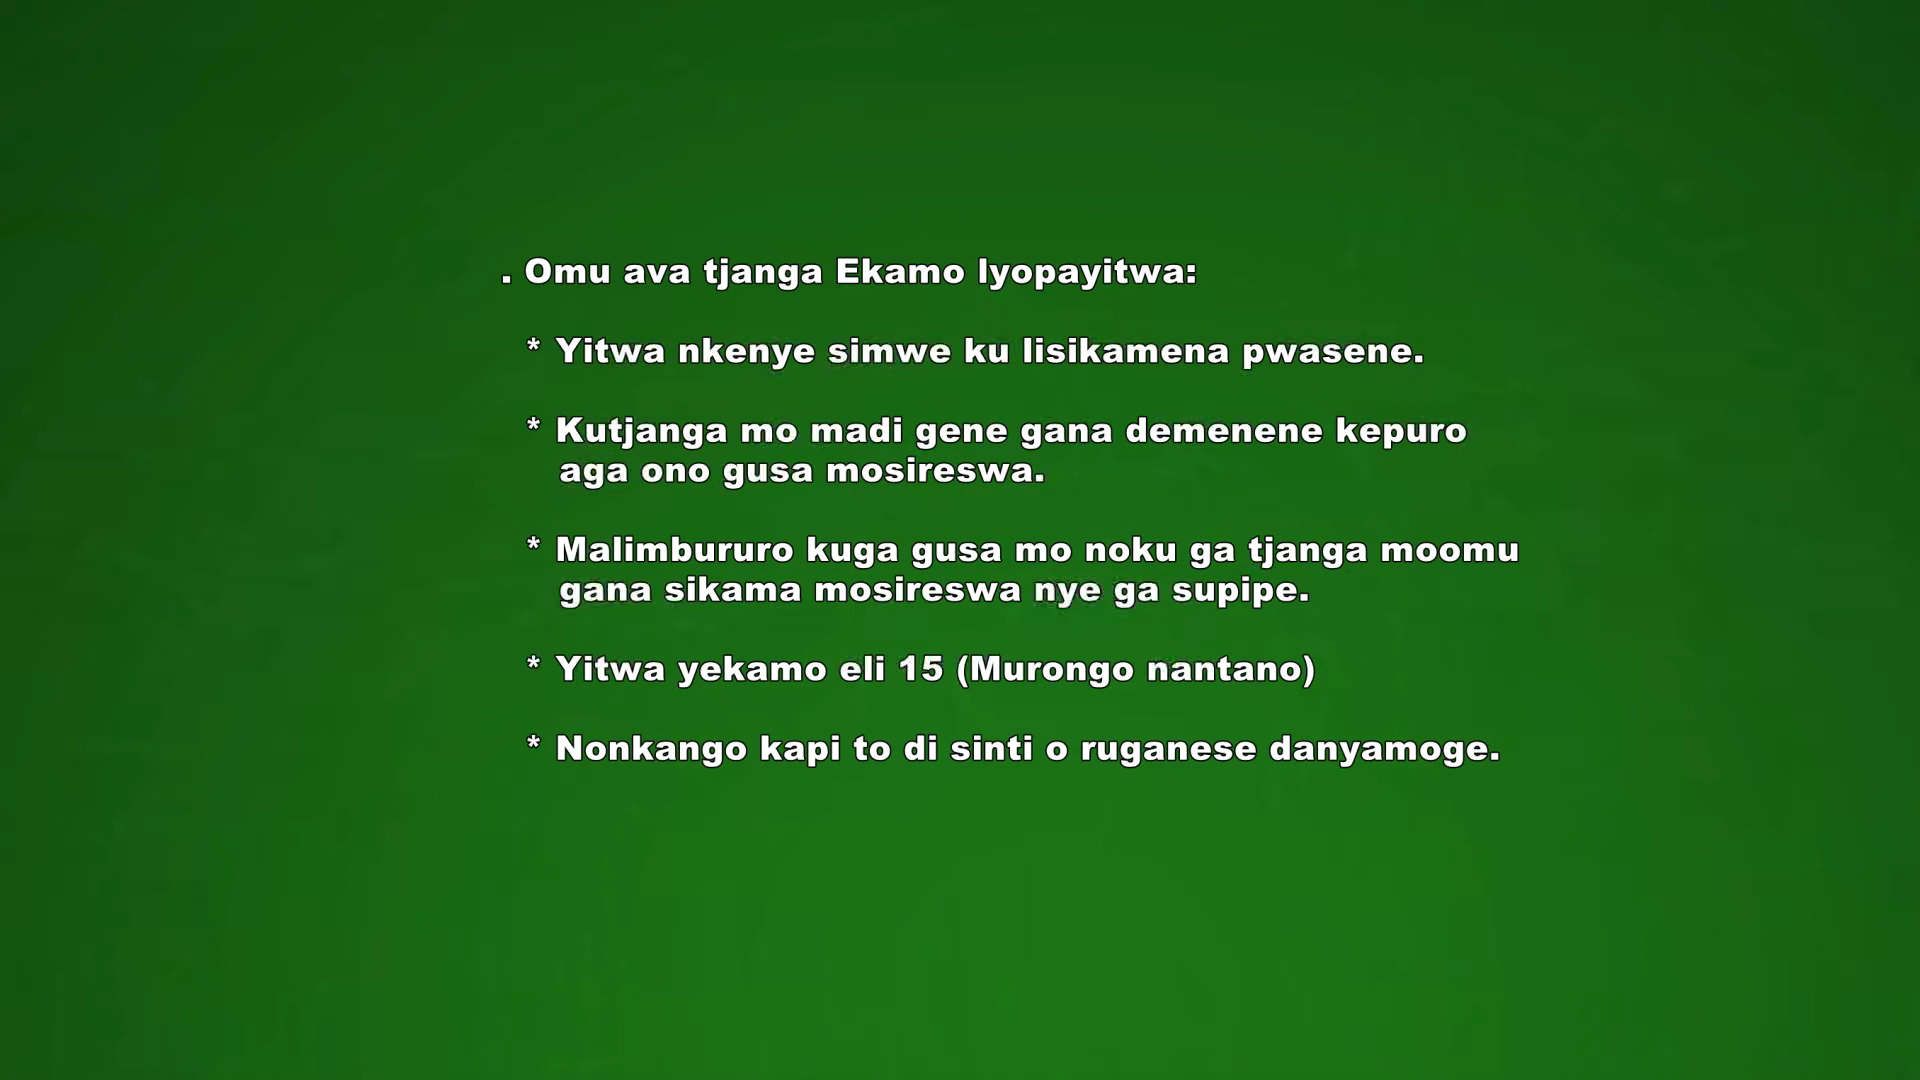 . Omu ava tjanga Ekamo lyopayitwa:
* Yitwa nkenye simwe ku lisikamena pwasene.
* Kutjanga mo madi gene gana demenene kepuro
aga ono gusa mosireswa.
* Malimbururo kuga gusa mo noku ga tjanga moomu
gana sikama mosireswa nye ga supipe.
* Yitwa yekamo eli 15 (Murongo nantano)
* Nonkango kapi to di sinti o ruganese danyamoge.